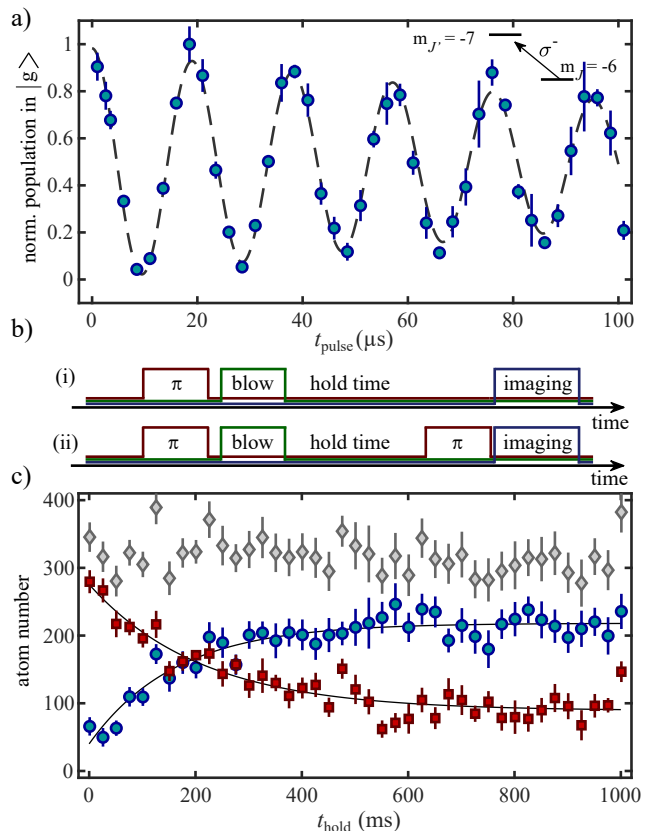 a)
norm. population in |g>
1
0.8
0.6
0.4
0.2
0
m_J' = -7
σ-
m_J = -6
0 20 40 60 80 100
t_pulse (µs)
b)
(i) π blow hold time imaging
time
(ii) π blow hold time π imaging
time
c)
atom number
400
300
200
100
0
0 200 400 600 800 1000
t_hold (ms)